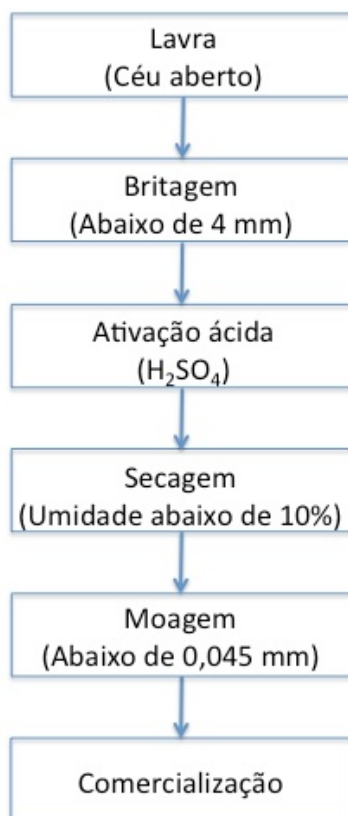 Lavra
(Céu aberto)
Britagem
(Abaixo de 4 mm)
Ativação ácida
(H₂SO₄)
Secagem
(Umidade abaixo de 10%)
Moagem
(Abaixo de 0,045 mm)
Comercialização